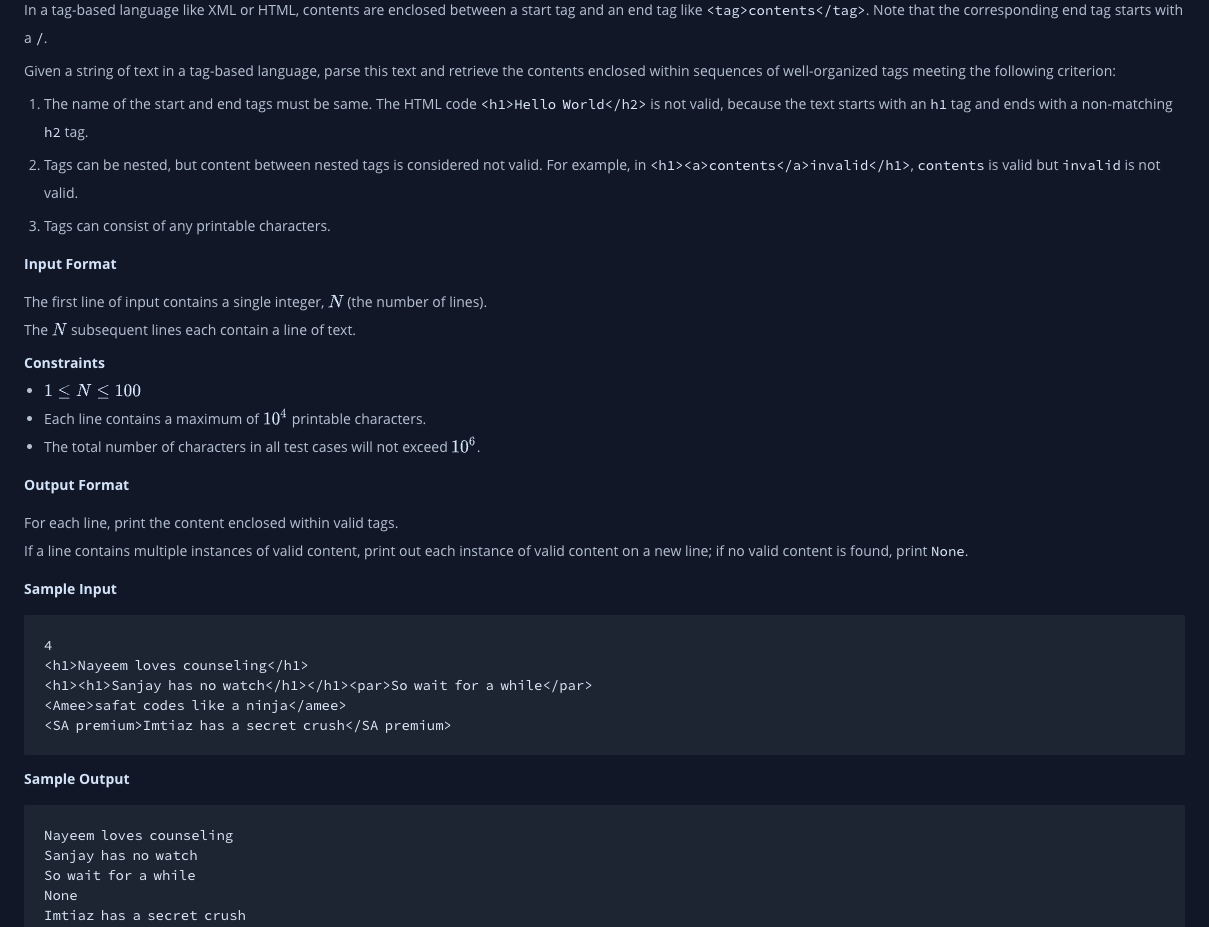 In a tag-based language like XML or HTML, contents are enclosed between a start tag and an end tag like <tag>contents</tag>. Note that the corresponding end tag starts with
a /.
Given a string of text in a tag-based language, parse this text and retrieve the contents enclosed within sequences of well-organized tags meeting the following criterion:
1. The name of the start and end tags must be same. The HTML code <h1>Hello World</h2> is not valid, because the text starts with an h1 tag and ends with a non-matching
h2 tag.
2. Tags can be nested, but content between nested tags is considered not valid. For example, in <h1><a>contents</a>invalid</h1>, contents is valid but invalid is not
valid.
3. Tags can consist of any printable characters.
Input Format
The first line of input contains a single integer, N (the number of lines).
The N subsequent lines each contain a line of text.
Constraints
• 1 ≤ N ≤ 100
• Each line contains a maximum of 10⁴ printable characters.
• The total number of characters in all test cases will not exceed 10⁶.
Output Format
For each line, print the content enclosed within valid tags.
If a line contains multiple instances of valid content, print out each instance of valid content on a new line; if no valid content is found, print None.
Sample Input
4
<h1>Nayeem loves counseling</h1>
<h1><h1>Sanjay has no watch</h1></h1><par>So wait for a while</par>
<Amee>safat codes like a ninja</amee>
<SA premium>Imtiaz has a secret crush</SA premium>
Sample Output
Nayeem loves counseling
Sanjay has no watch
So wait for a while
None
Imtiaz has a secret crush